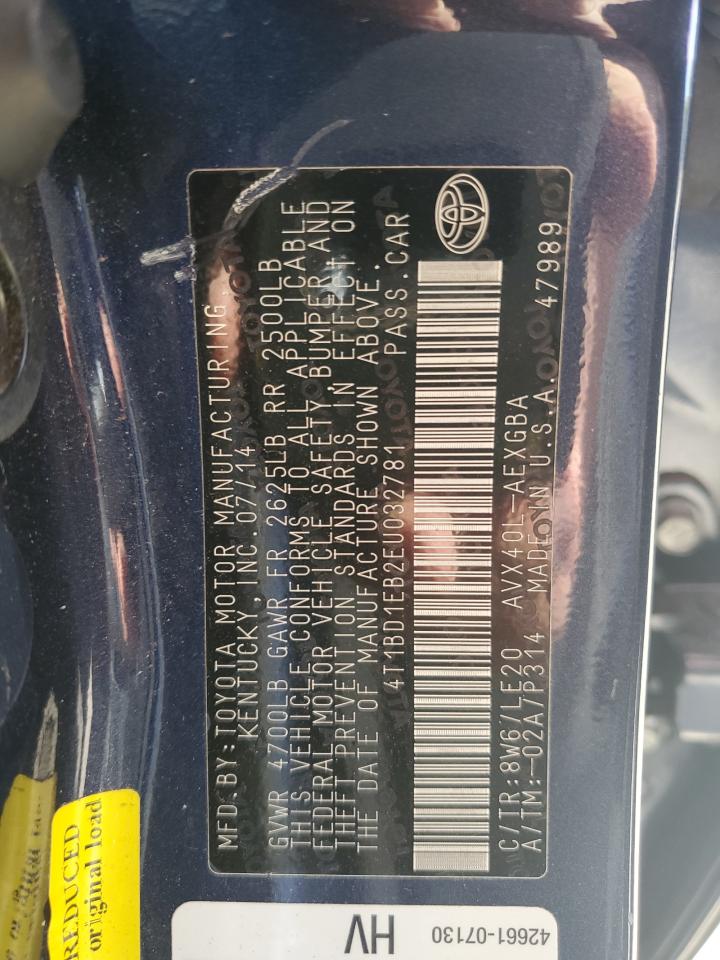 MFD.BY:TOYOTA MOTOR MANUFACTURING
KENTUCKY,INC.07/14
GVWR 4700LB GAWR FR 2625LB RR 2500LB
THIS VEHICLE CONFORMS TO ALL APPLICABLE
FEDERAL MOTOR VEHICLE SAFETY,BUMPER,AND
THEFT PREVENTION STANDARDS IN EFFECT ON
THE DATE OF MANUFACTURE SHOWN ABOVE.
4T1BD1EB2EU032781 PASS.CAR
C/TR:8W6/LE20 AVX40L-AEXGBA
A/TM:-02A7P314 MADE IN U.S.A. 47989
REDUCED
original load
HV
42661-07130